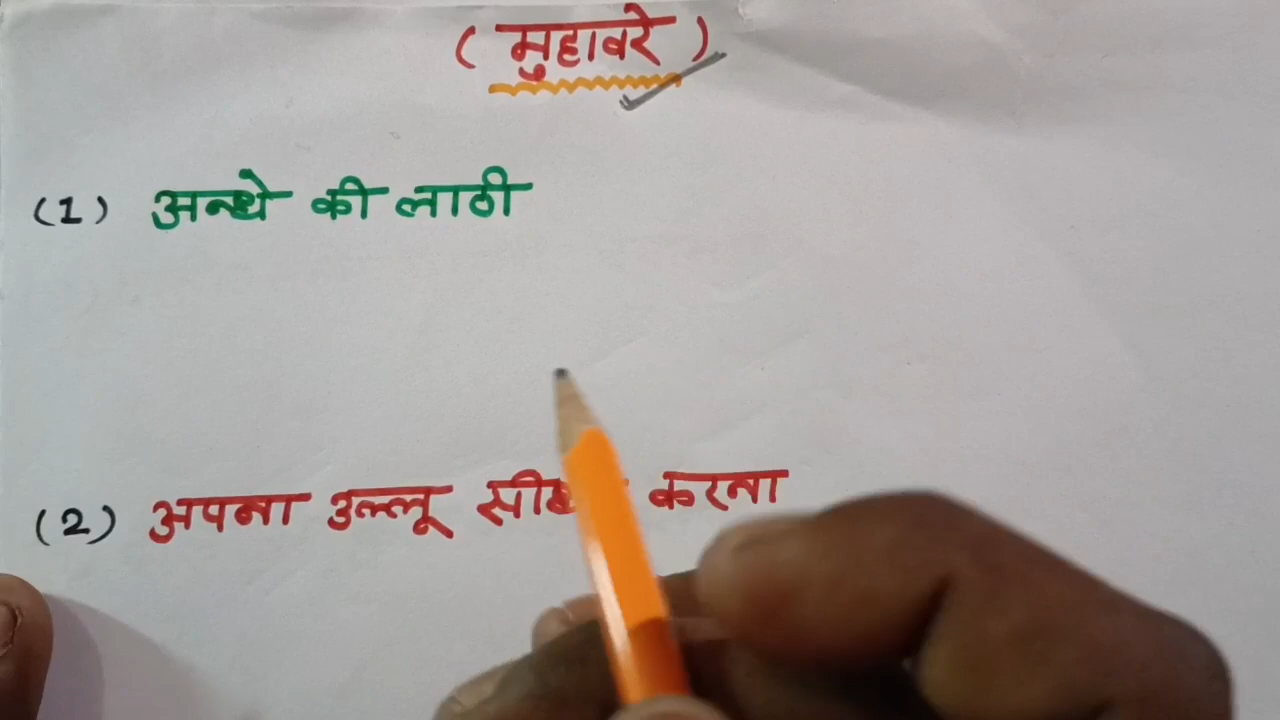 ( मुहावरे )
(1) अन्धे की लाठी
(2) अपना उल्लू करना